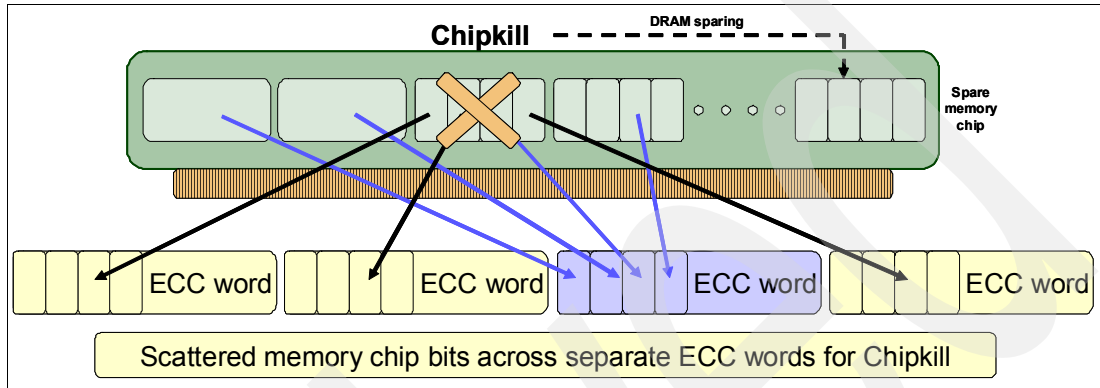 DRAM sparing
Chipkill
Spare
memory
chip
ECC word
ECC word
ECC word
ECC word
Scattered memory chip bits across separate ECC words for Chipkill